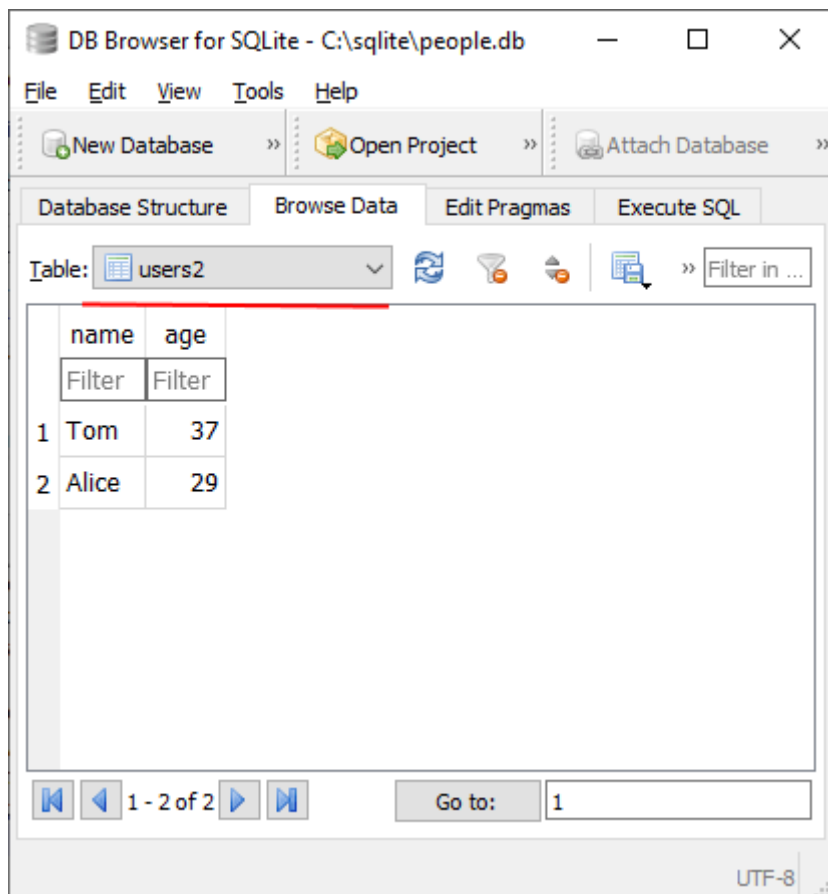 DB Browser for SQLite - C:\sqlite\people.db
File Edit View Tools Help
New Database » Open Project » Attach Database »
Database Structure Browse Data Edit Pragmas Execute SQL
Table: users2 » Filter in ...
name age
Filter Filter
1 Tom 37
2 Alice 29
1 - 2 of 2 Go to: 1
UTF-8